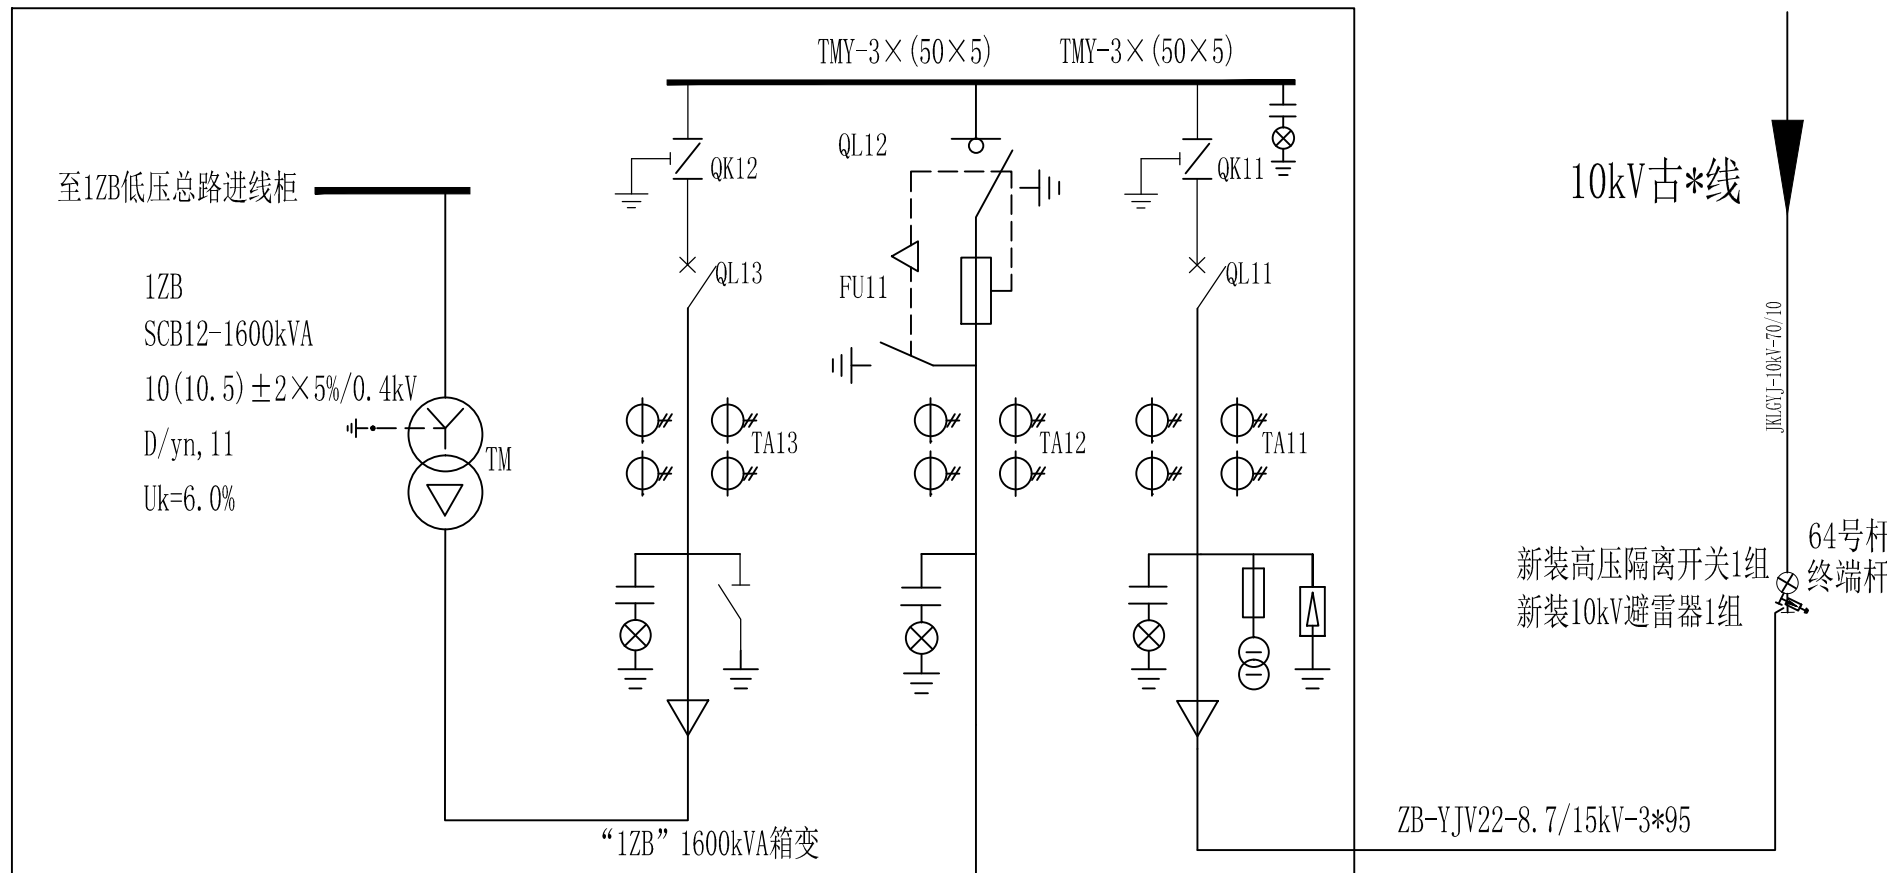 TMY-3×(50×5)
TMY-3×(50×5)
QL12
QK12
QK11
10kV古*线
至1ZB低压总路进线柜
QL13
FU11
QL11
1ZB
SCB12-1600kVA
10(10.5)±2×5%/0.4kV
D/yn,11
Uk=6.0%
TM
TA13
TA12
TA11
JKLGYJ-10kV-70/10
64号杆
终端杆
新装高压隔离开关1组
新装10kV避雷器1组
ZB-YJV22-8.7/15kV-3*95
“1ZB”1600kVA箱变